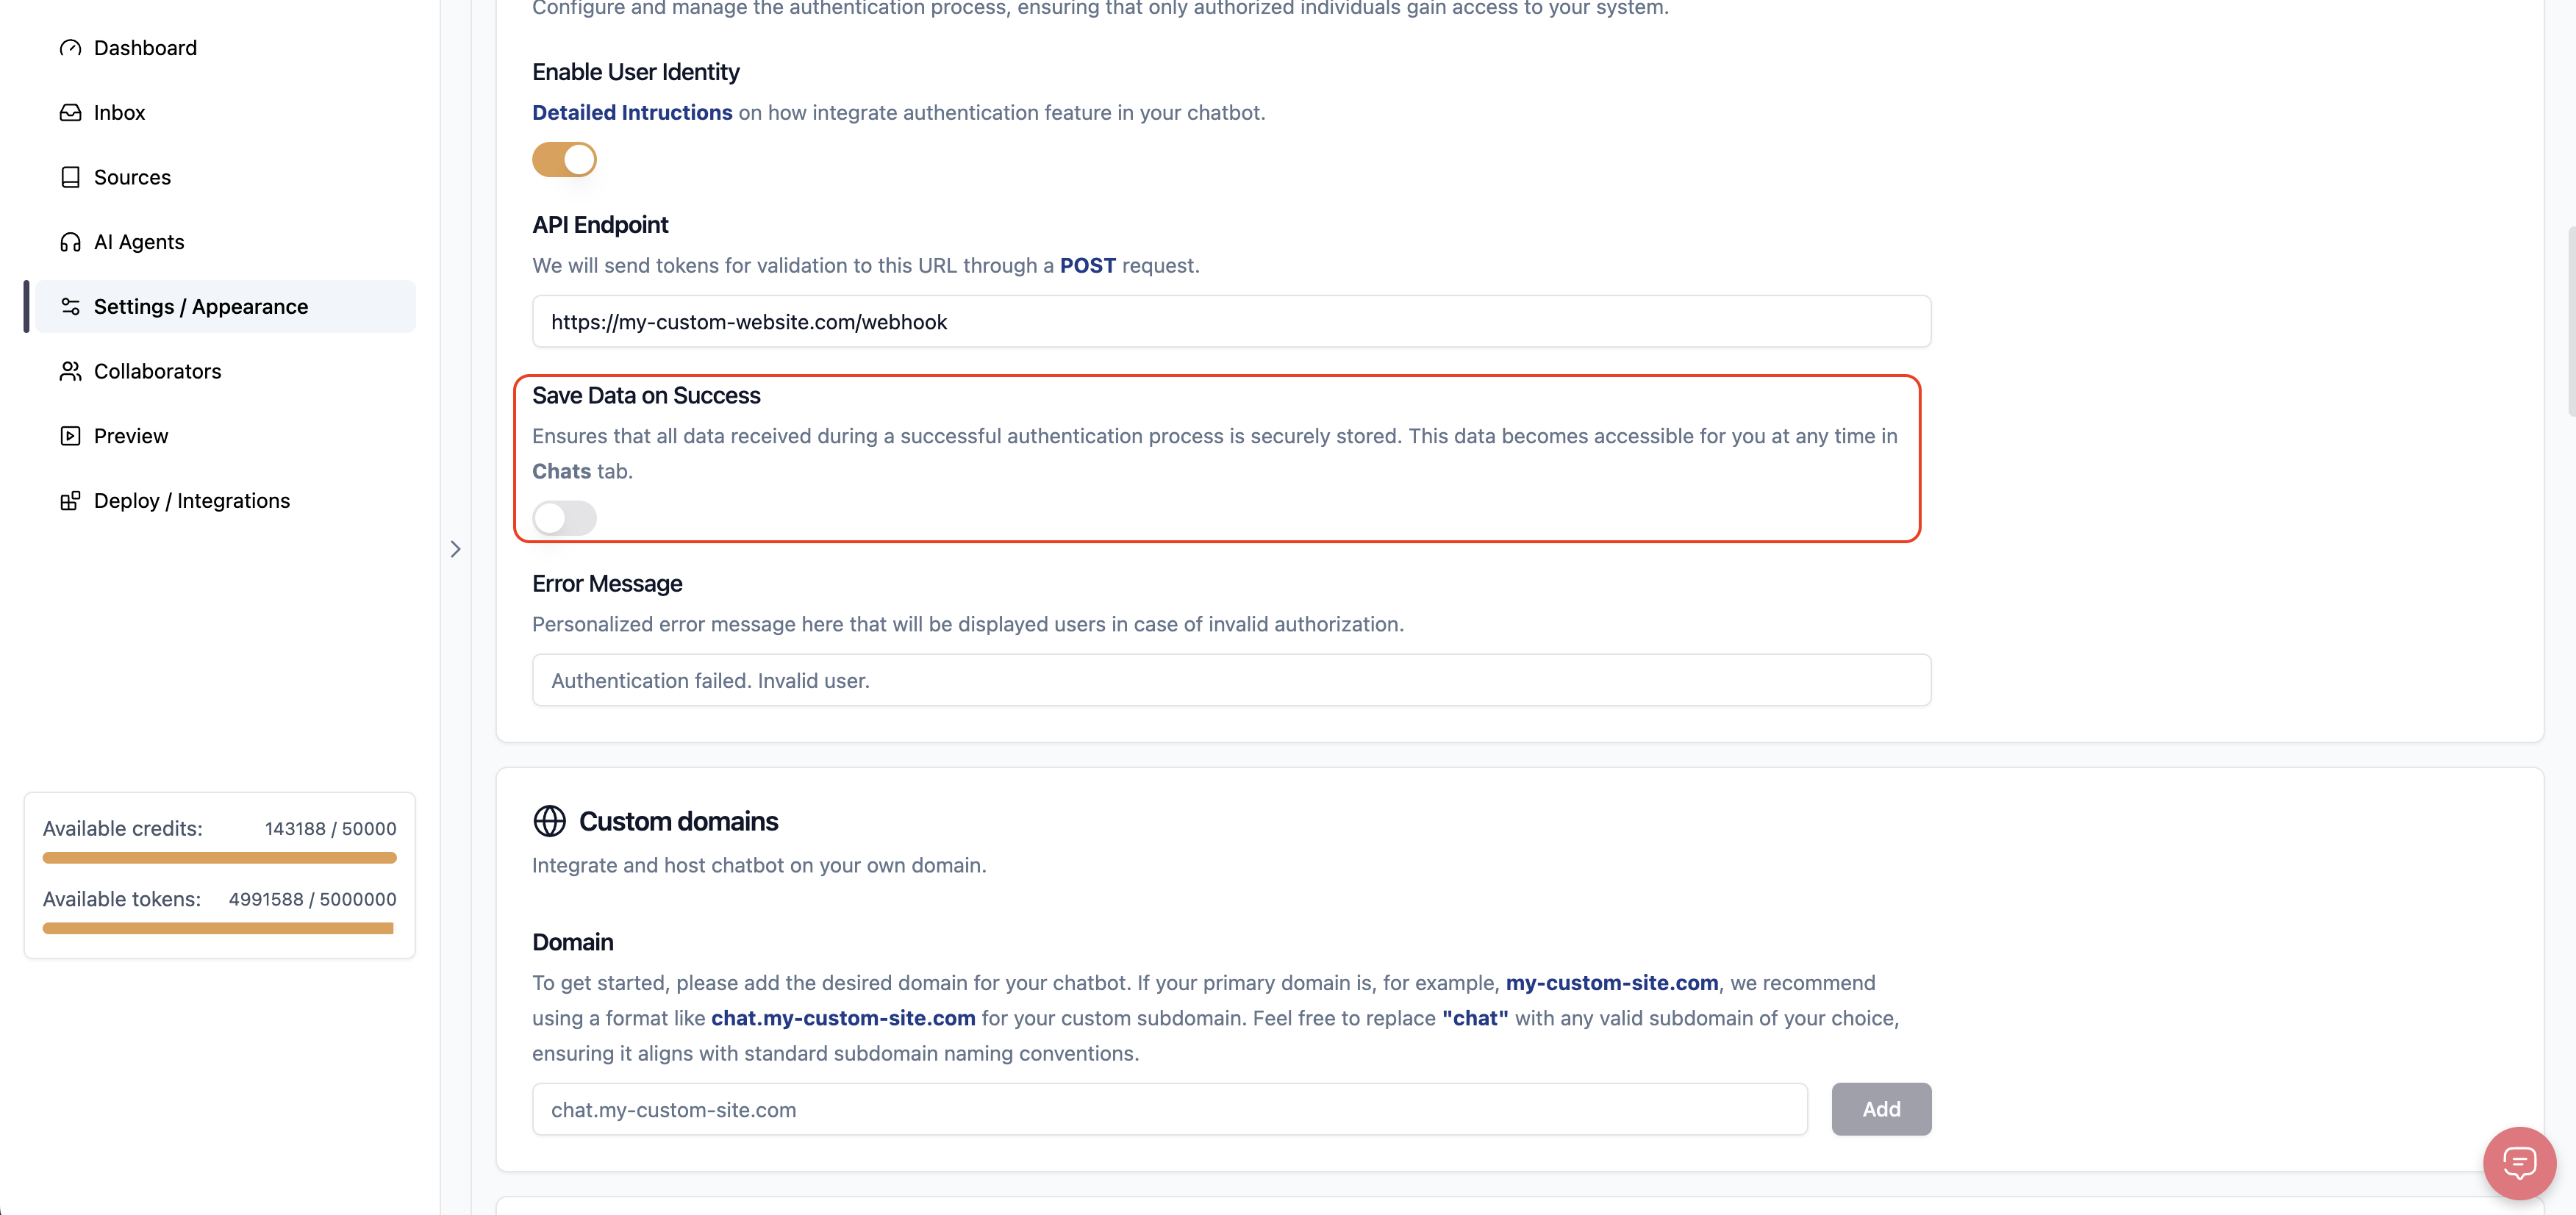 Dashboard
Inbox
Sources
AI Agents
Settings / Appearance
Collaborators
Preview
Deploy / Integrations
Available credits: 143188 / 50000
Available tokens: 4991588 / 5000000
Configure and manage the authentication process, ensuring that only authorized individuals gain access to your system.
Enable User Identity
Detailed Intructions on how integrate authentication feature in your chatbot.
API Endpoint
We will send tokens for validation to this URL through a POST request.
https://my-custom-website.com/webhook
Save Data on Success
Ensures that all data received during a successful authentication process is securely stored. This data becomes accessible for you at any time in
Chats tab.
Error Message
Personalized error message here that will be displayed users in case of invalid authorization.
Authentication failed. Invalid user.
Custom domains
Integrate and host chatbot on your own domain.
Domain
To get started, please add the desired domain for your chatbot. If your primary domain is, for example, my-custom-site.com, we recommend
using a format like chat.my-custom-site.com for your custom subdomain. Feel free to replace "chat" with any valid subdomain of your choice,
ensuring it aligns with standard subdomain naming conventions.
chat.my-custom-site.com
Add